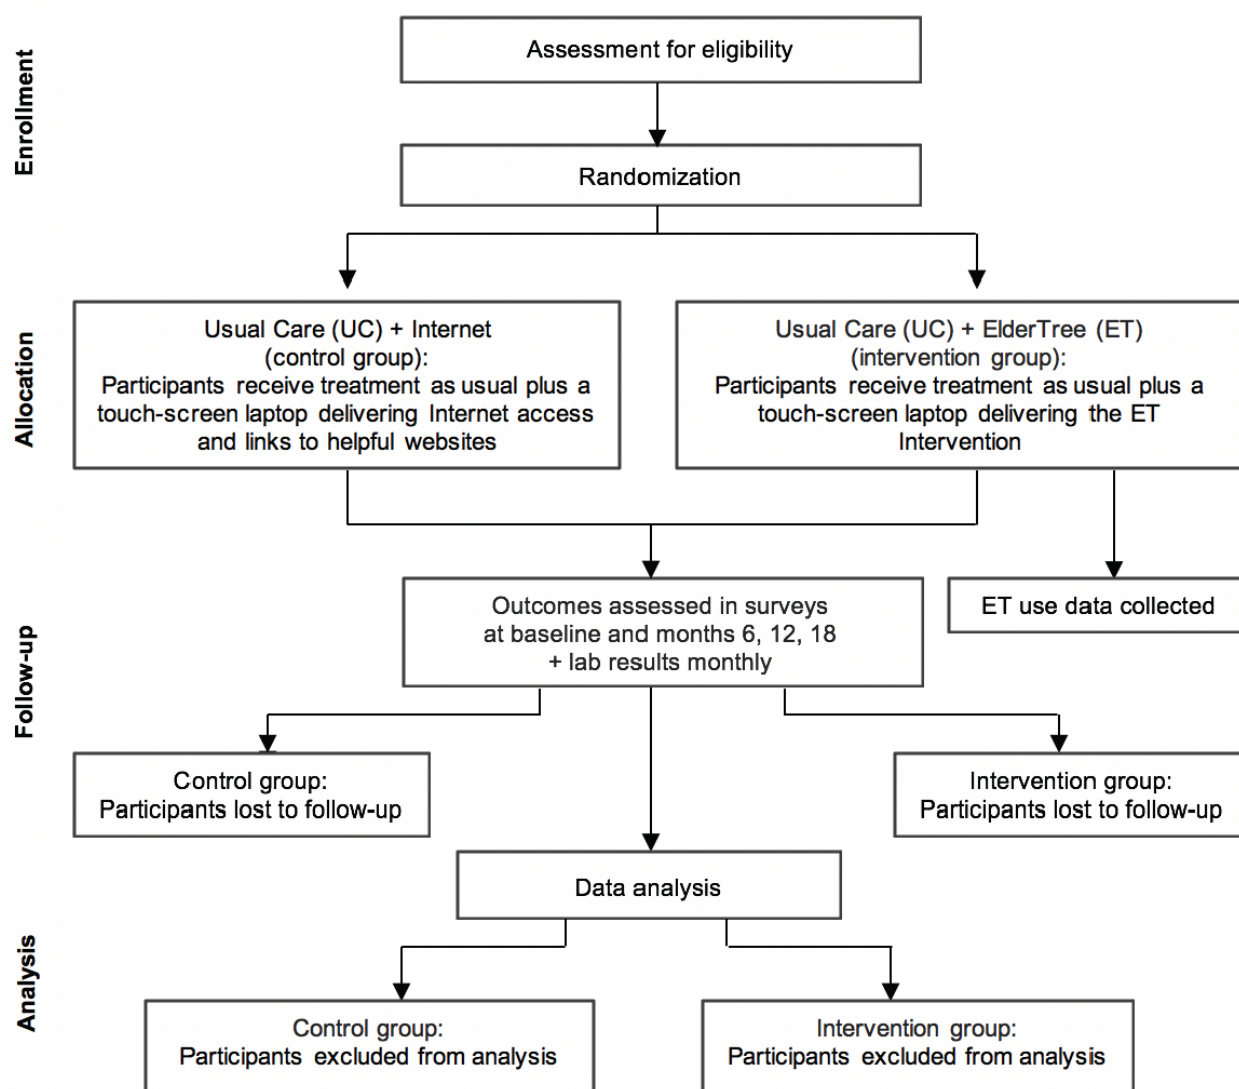 Enrollment
Assessment for eligibility
Randomization
Allocation
Usual Care (UC) + Internet
(control group):
Participants receive treatment as usual plus a
touch-screen laptop delivering Internet access
and links to helpful websites
Usual Care (UC) + ElderTree (ET)
(intervention group):
Participants receive treatment as usual plus a
touch-screen laptop delivering the ET
Intervention
Follow-up
Outcomes assessed in surveys
at baseline and months 6, 12, 18
+ lab results monthly
ET use data collected
Control group:
Participants lost to follow-up
Intervention group:
Participants lost to follow-up
Analysis
Data analysis
Control group:
Participants excluded from analysis
Intervention group:
Participants excluded from analysis